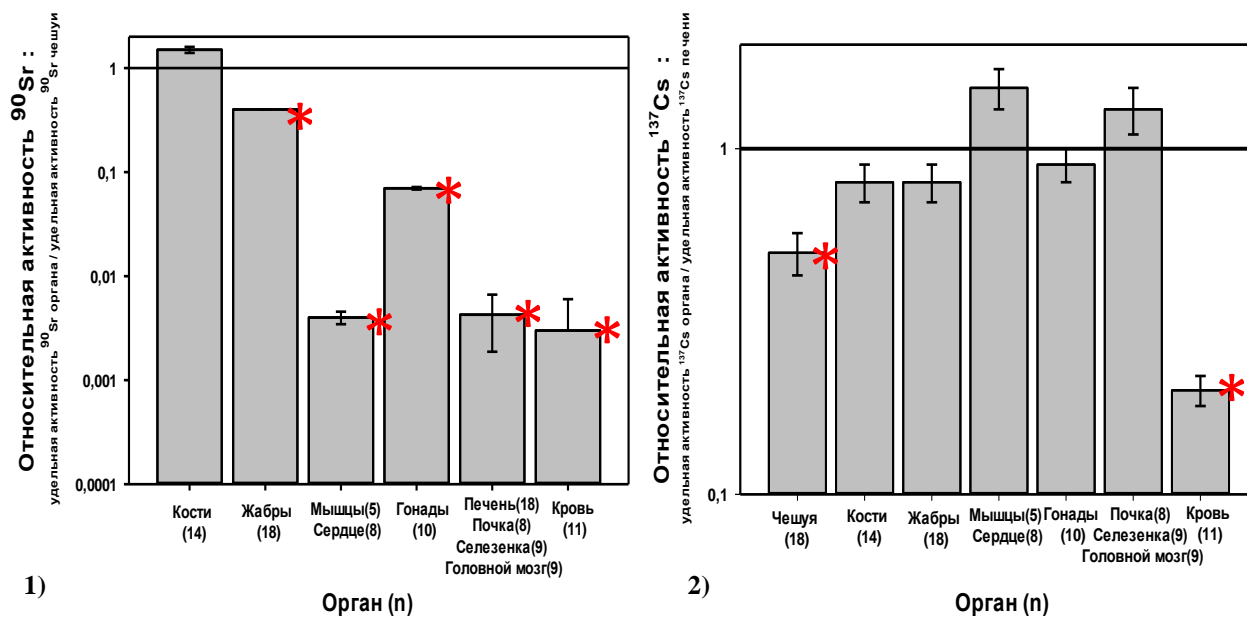 Относительная активность ⁹⁰Sr :
удельная активность ⁹⁰Sr органа / удельная активность ⁹⁰Sr чешуи
1
0,1
0,01
0,001
0,0001
Кости
(14)
Жабры
(18)
Мышцы(5)
Сердце(8)
Гонады
(10)
Печень(18)
Почка(8)
Селезенка(9)
Головной мозг(9)
Кровь
(11)
1)
Орган (n)
Относительная активность ¹³⁷Cs :
удельная активность ¹³⁷Cs органа / удельная активность ¹³⁷Cs печени
1
0,1
Чешуя
(18)
Кости
(14)
Жабры
(18)
Мышцы(5)
Сердце(8)
Гонады
(10)
Почка(8)
Селезенка(9)
Головной мозг(9)
Кровь
(11)
2)
Орган (n)